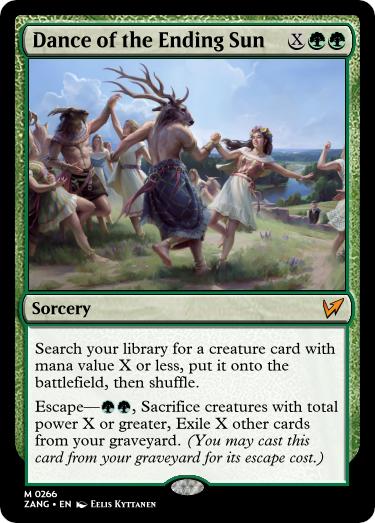 Dance of the Ending Sun X
Sorcery
Search your library for a creature card with
mana value X or less, put it onto the
battlefield, then shuffle.
Escape—, Sacrifice creatures with total
power X or greater, Exile X other cards
from your graveyard. (You may cast this
card from your graveyard for its escape cost.)
M 0266
ZANG • EN Eelis Kyttanen